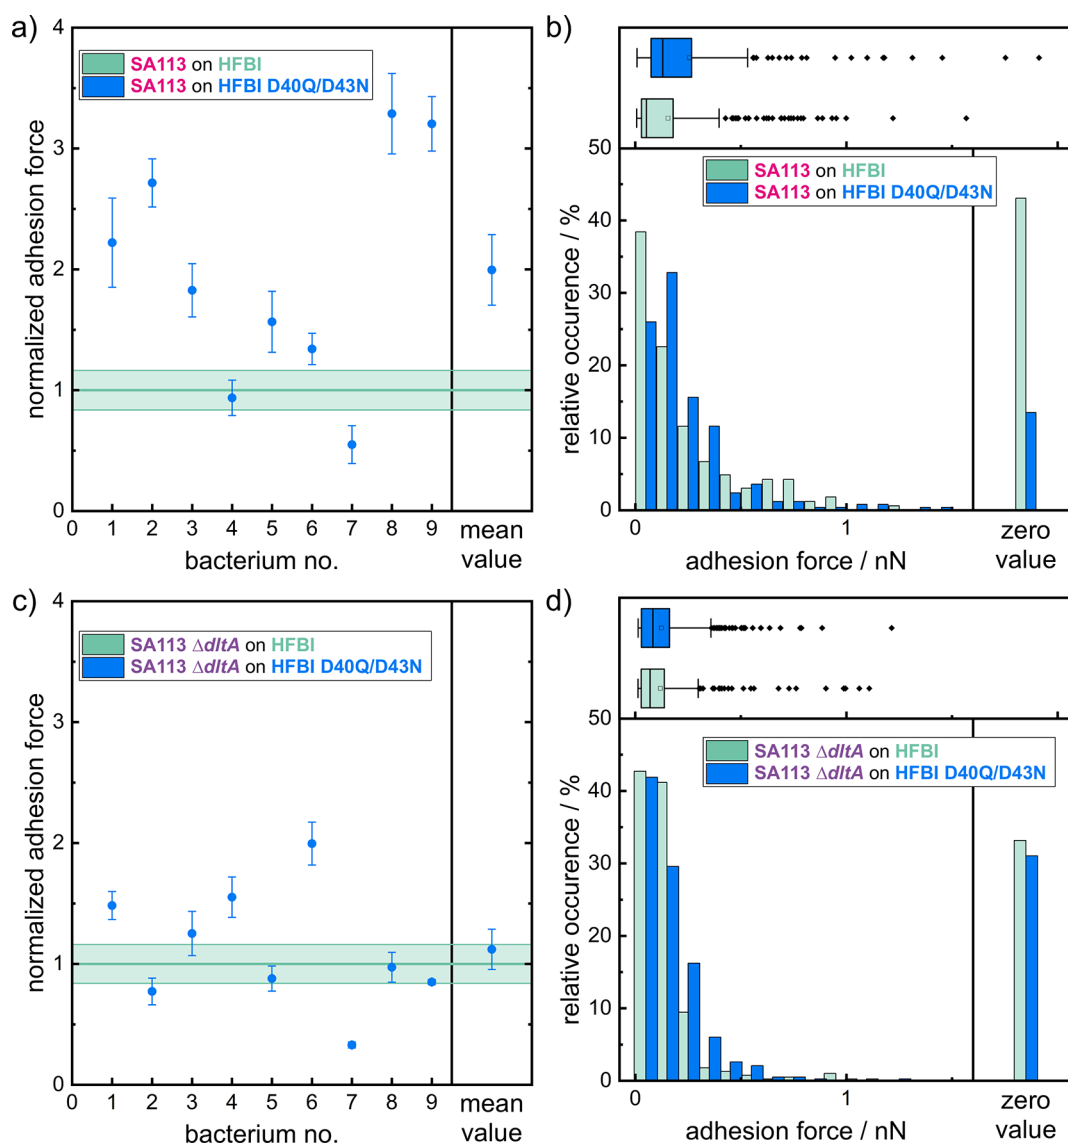 a)
4
3
2
1
0
normalized adhesion force
SA113 on HFBI
SA113 on HFBI D40Q/D43N
0 1 2 3 4 5 6 7 8 9
bacterium no.
mean
value
b)
50
40
30
20
10
0
relative occurence / %
SA113 on HFBI
SA113 on HFBI D40Q/D43N
0 1
adhesion force / nN
zero
value
c)
4
3
2
1
0
normalized adhesion force
SA113 ΔdltA on HFBI
SA113 ΔdltA on HFBI D40Q/D43N
0 1 2 3 4 5 6 7 8 9
bacterium no.
mean
value
d)
50
40
30
20
10
0
relative occurence / %
SA113 ΔdltA on HFBI
SA113 ΔdltA on HFBI D40Q/D43N
0 1
adhesion force / nN
zero
value